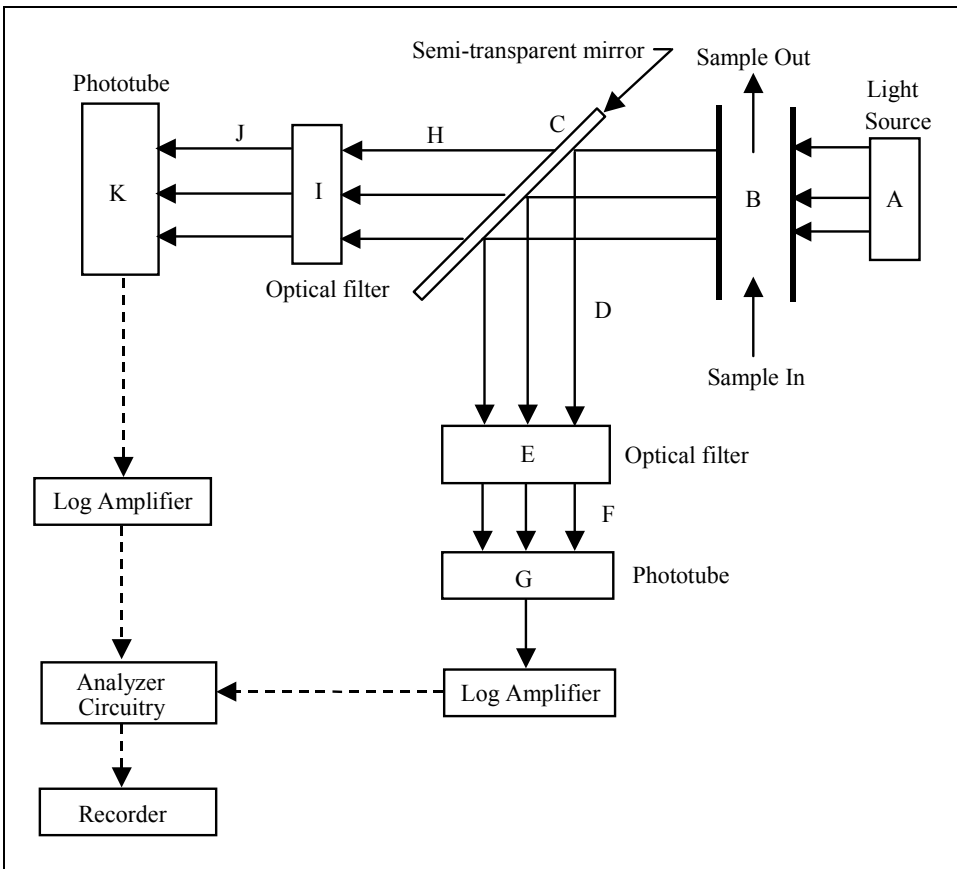 Semi-transparent mirror
Sample Out
Phototube
Light
Source
J
H
C
K
I
B
A
Optical filter
D
Sample In
E
Optical filter
Log Amplifier
F
G
Phototube
Analyzer
Circuitry
Log Amplifier
Recorder